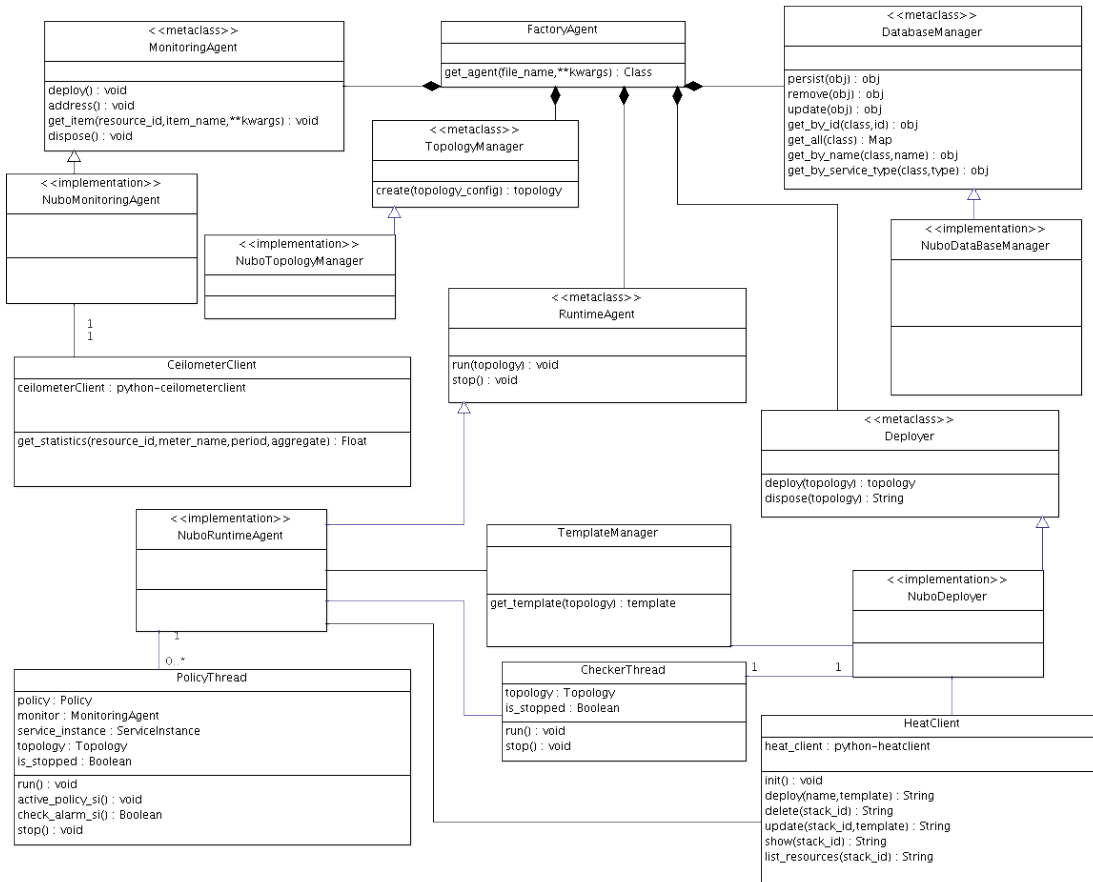 <<metaclass>>
MonitoringAgent
deploy() : void
address() : void
get_item(resource_id,item_name,**kwargs) : void
dispose() : void
FactoryAgent
get_agent(file_name,**kwargs) : Class
<<metaclass>>
DatabaseManager
persist(obj) : obj
remove(obj) : obj
update(obj) : obj
get_by_id(class,id) : obj
get_all(class) : Map
get_by_name(class,name) : obj
get_by_service_type(class,type) : obj
<<metaclass>>
TopologyManager
create(topology_config) : topology
<<implementation>>
NuboMonitoringAgent
<<implementation>>
NuboTopologyManager
<<implementation>>
NuboDataBaseManager
<<metaclass>>
RuntimeAgent
run(topology) : void
stop() : void
1
1
CeilometerClient
ceilometerClient : python-ceilometerclient
get_statistics(resource_id,meter_name,period,aggregate) : Float
<<metaclass>>
Deployer
deploy(topology) : topology
dispose(topology) : String
<<implementation>>
NuboRuntimeAgent
TemplateManager
get_template(topology) : template
<<implementation>>
NuboDeployer
1
0..*
PolicyThread
policy : Policy
monitor : MonitoringAgent
service_instance : ServiceInstance
topology : Topology
is_stopped : Boolean
run() : void
active_policy_si() : void
check_alarm_si() : Boolean
stop() : void
CheckerThread
topology : Topology
is_stopped : Boolean
run() : void
stop() : void
1
1
HeatClient
heat_client : python-heatclient
init() : void
deploy(name,template) : String
delete(stack_id) : String
update(stack_id,template) : String
show(stack_id) : String
list_resources(stack_id) : String